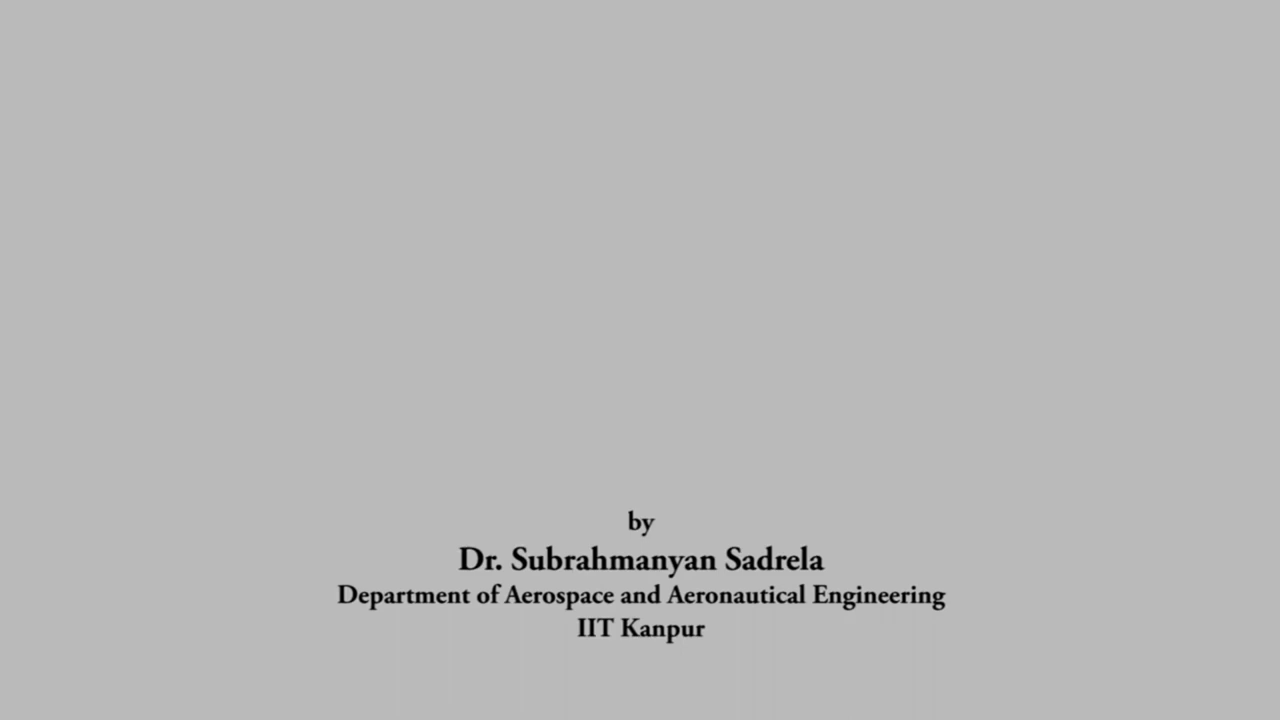 by
Dr. Subrahmanyan Sadrela
Department of Aerospace and Aeronautical Engineering
IIT Kanpur